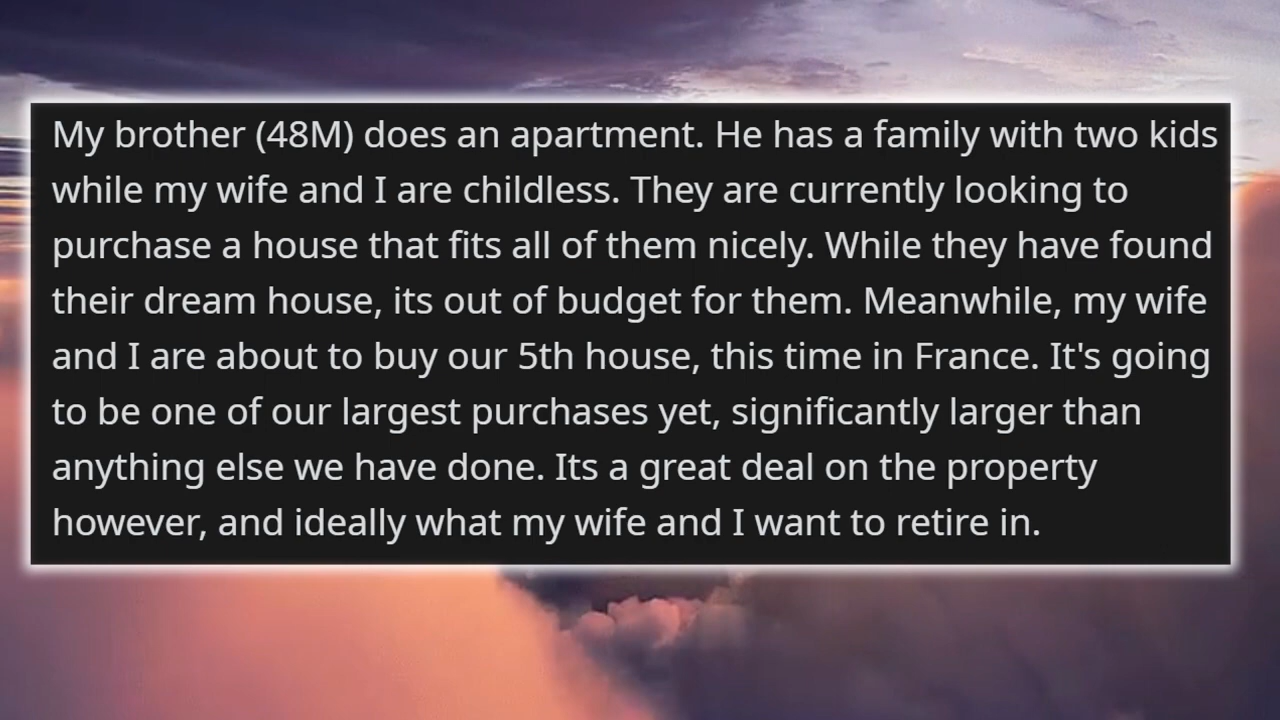 My brother (48M) does an apartment. He has a family with two kids
while my wife and I are childless. They are currently looking to
purchase a house that fits all of them nicely. While they have found
their dream house, its out of budget for them. Meanwhile, my wife
and I are about to buy our 5th house, this time in France. It's going
to be one of our largest purchases yet, significantly larger than
anything else we have done. Its a great deal on the property
however, and ideally what my wife and I want to retire in.